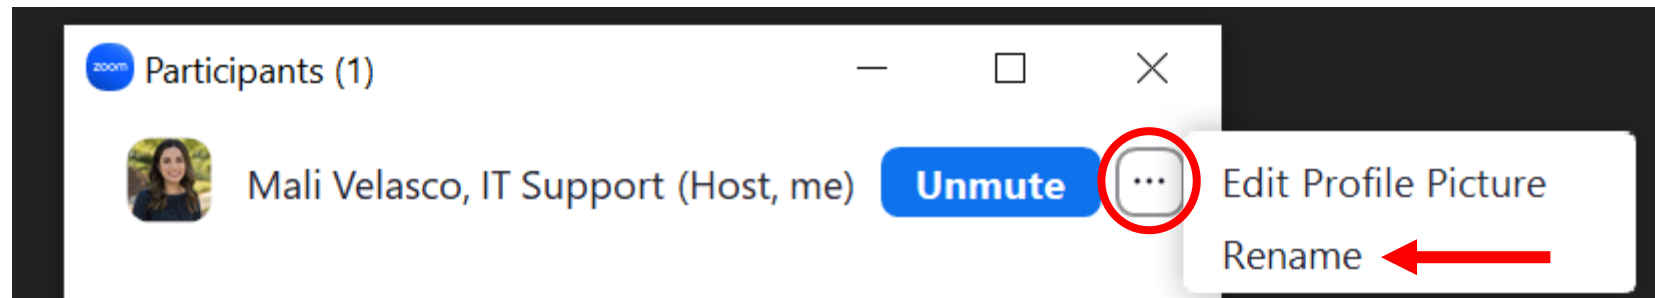 zoom Participants (1)
Mali Velasco, IT Support (Host, me) Unmute ... Edit Profile Picture
Rename